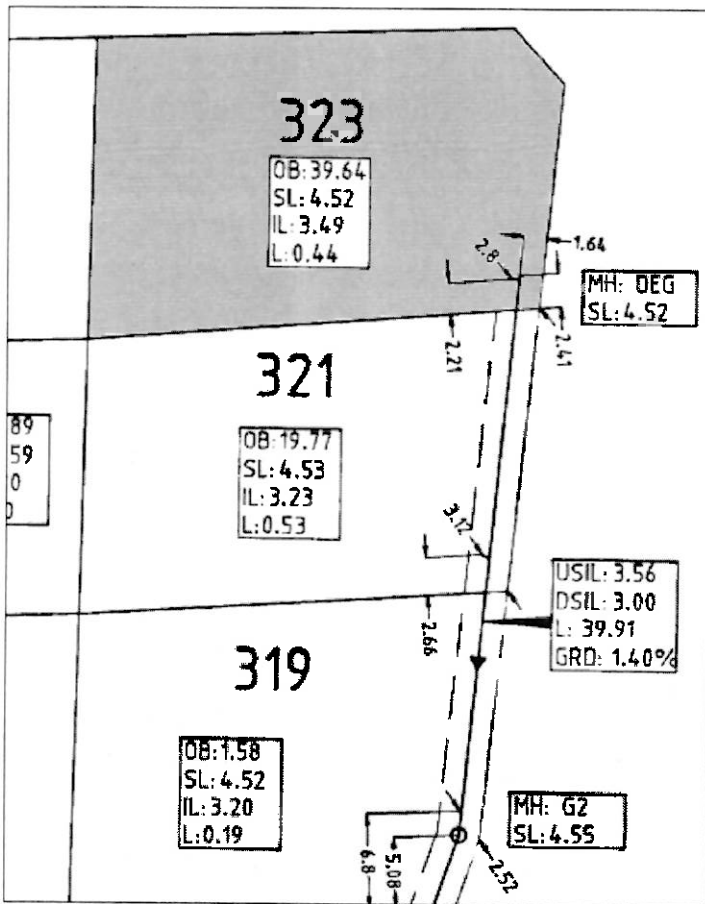 323
OB:39.64
SL:4.52
IL:3.49
L:0.44
2.8
1.64
MH: DEG
SL:4.52
2.21
2.41
321
OB:19.77
SL:4.53
IL:3.23
L:0.53
89
59
0
3.12
USIL:3.56
DSIL:3.00
L: 39.91
GRD: 1.40%
2.66
319
OB:1.58
SL:4.52
IL:3.20
L:0.19
MH: G2
SL:4.55
6.8
5.08
2.52